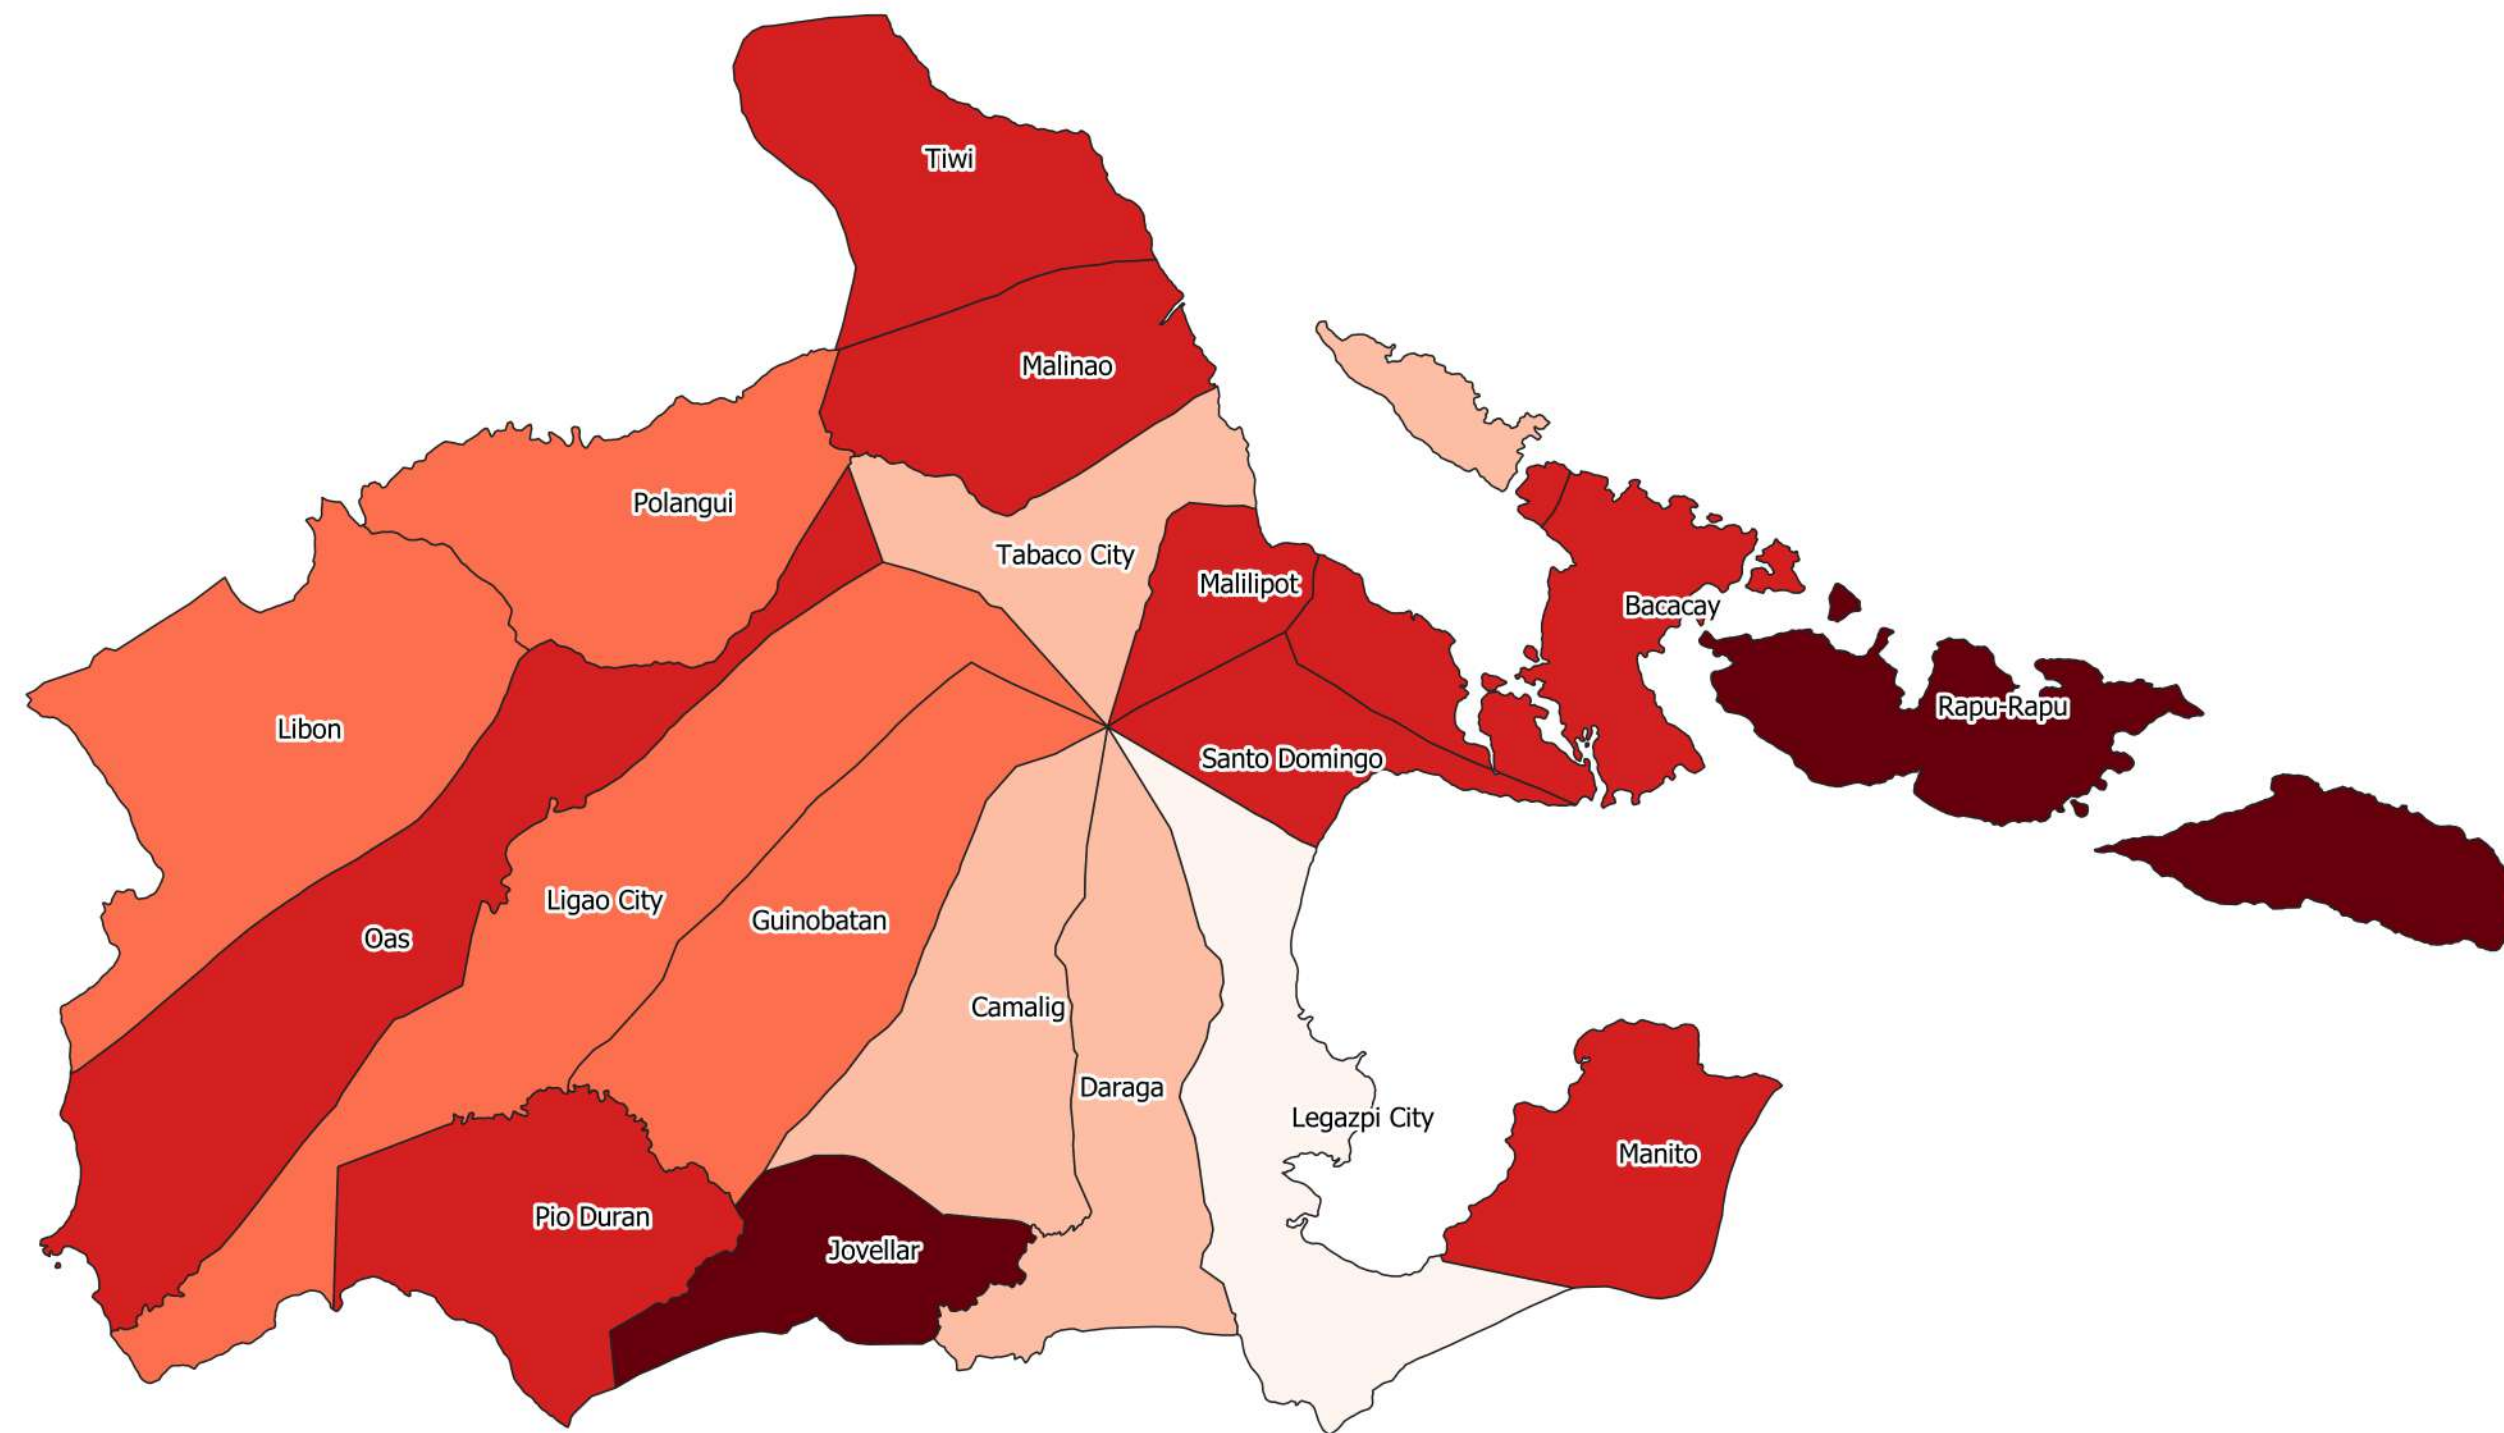 Tiwi
Malinao
Polangui
Tabaco City
Malilipot
Bacacay
Libon
Rapu-Rapu
Santo Domingo
Ligao City
Guinobatan
Oas
Camalig
Daraga
Legazpi City
Manito
Pio Duran
Jovellar